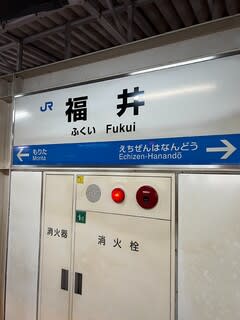 JR 福井
ふくい Fukui
もりた えちぜんはなんどう
Morita Echizen-Hanandō
消火器 消火栓